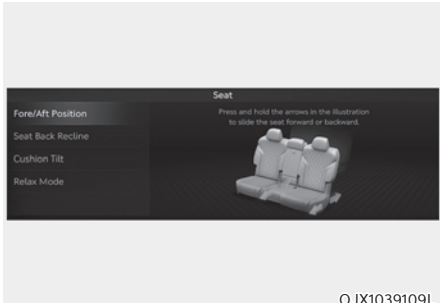 Seat
Fore/Aft Position
Press and hold the arrows in the illustration
to slide the seat forward or backward.
Seat Back Recline
Cushion Tilt
Relax Mode
OJX1039109L